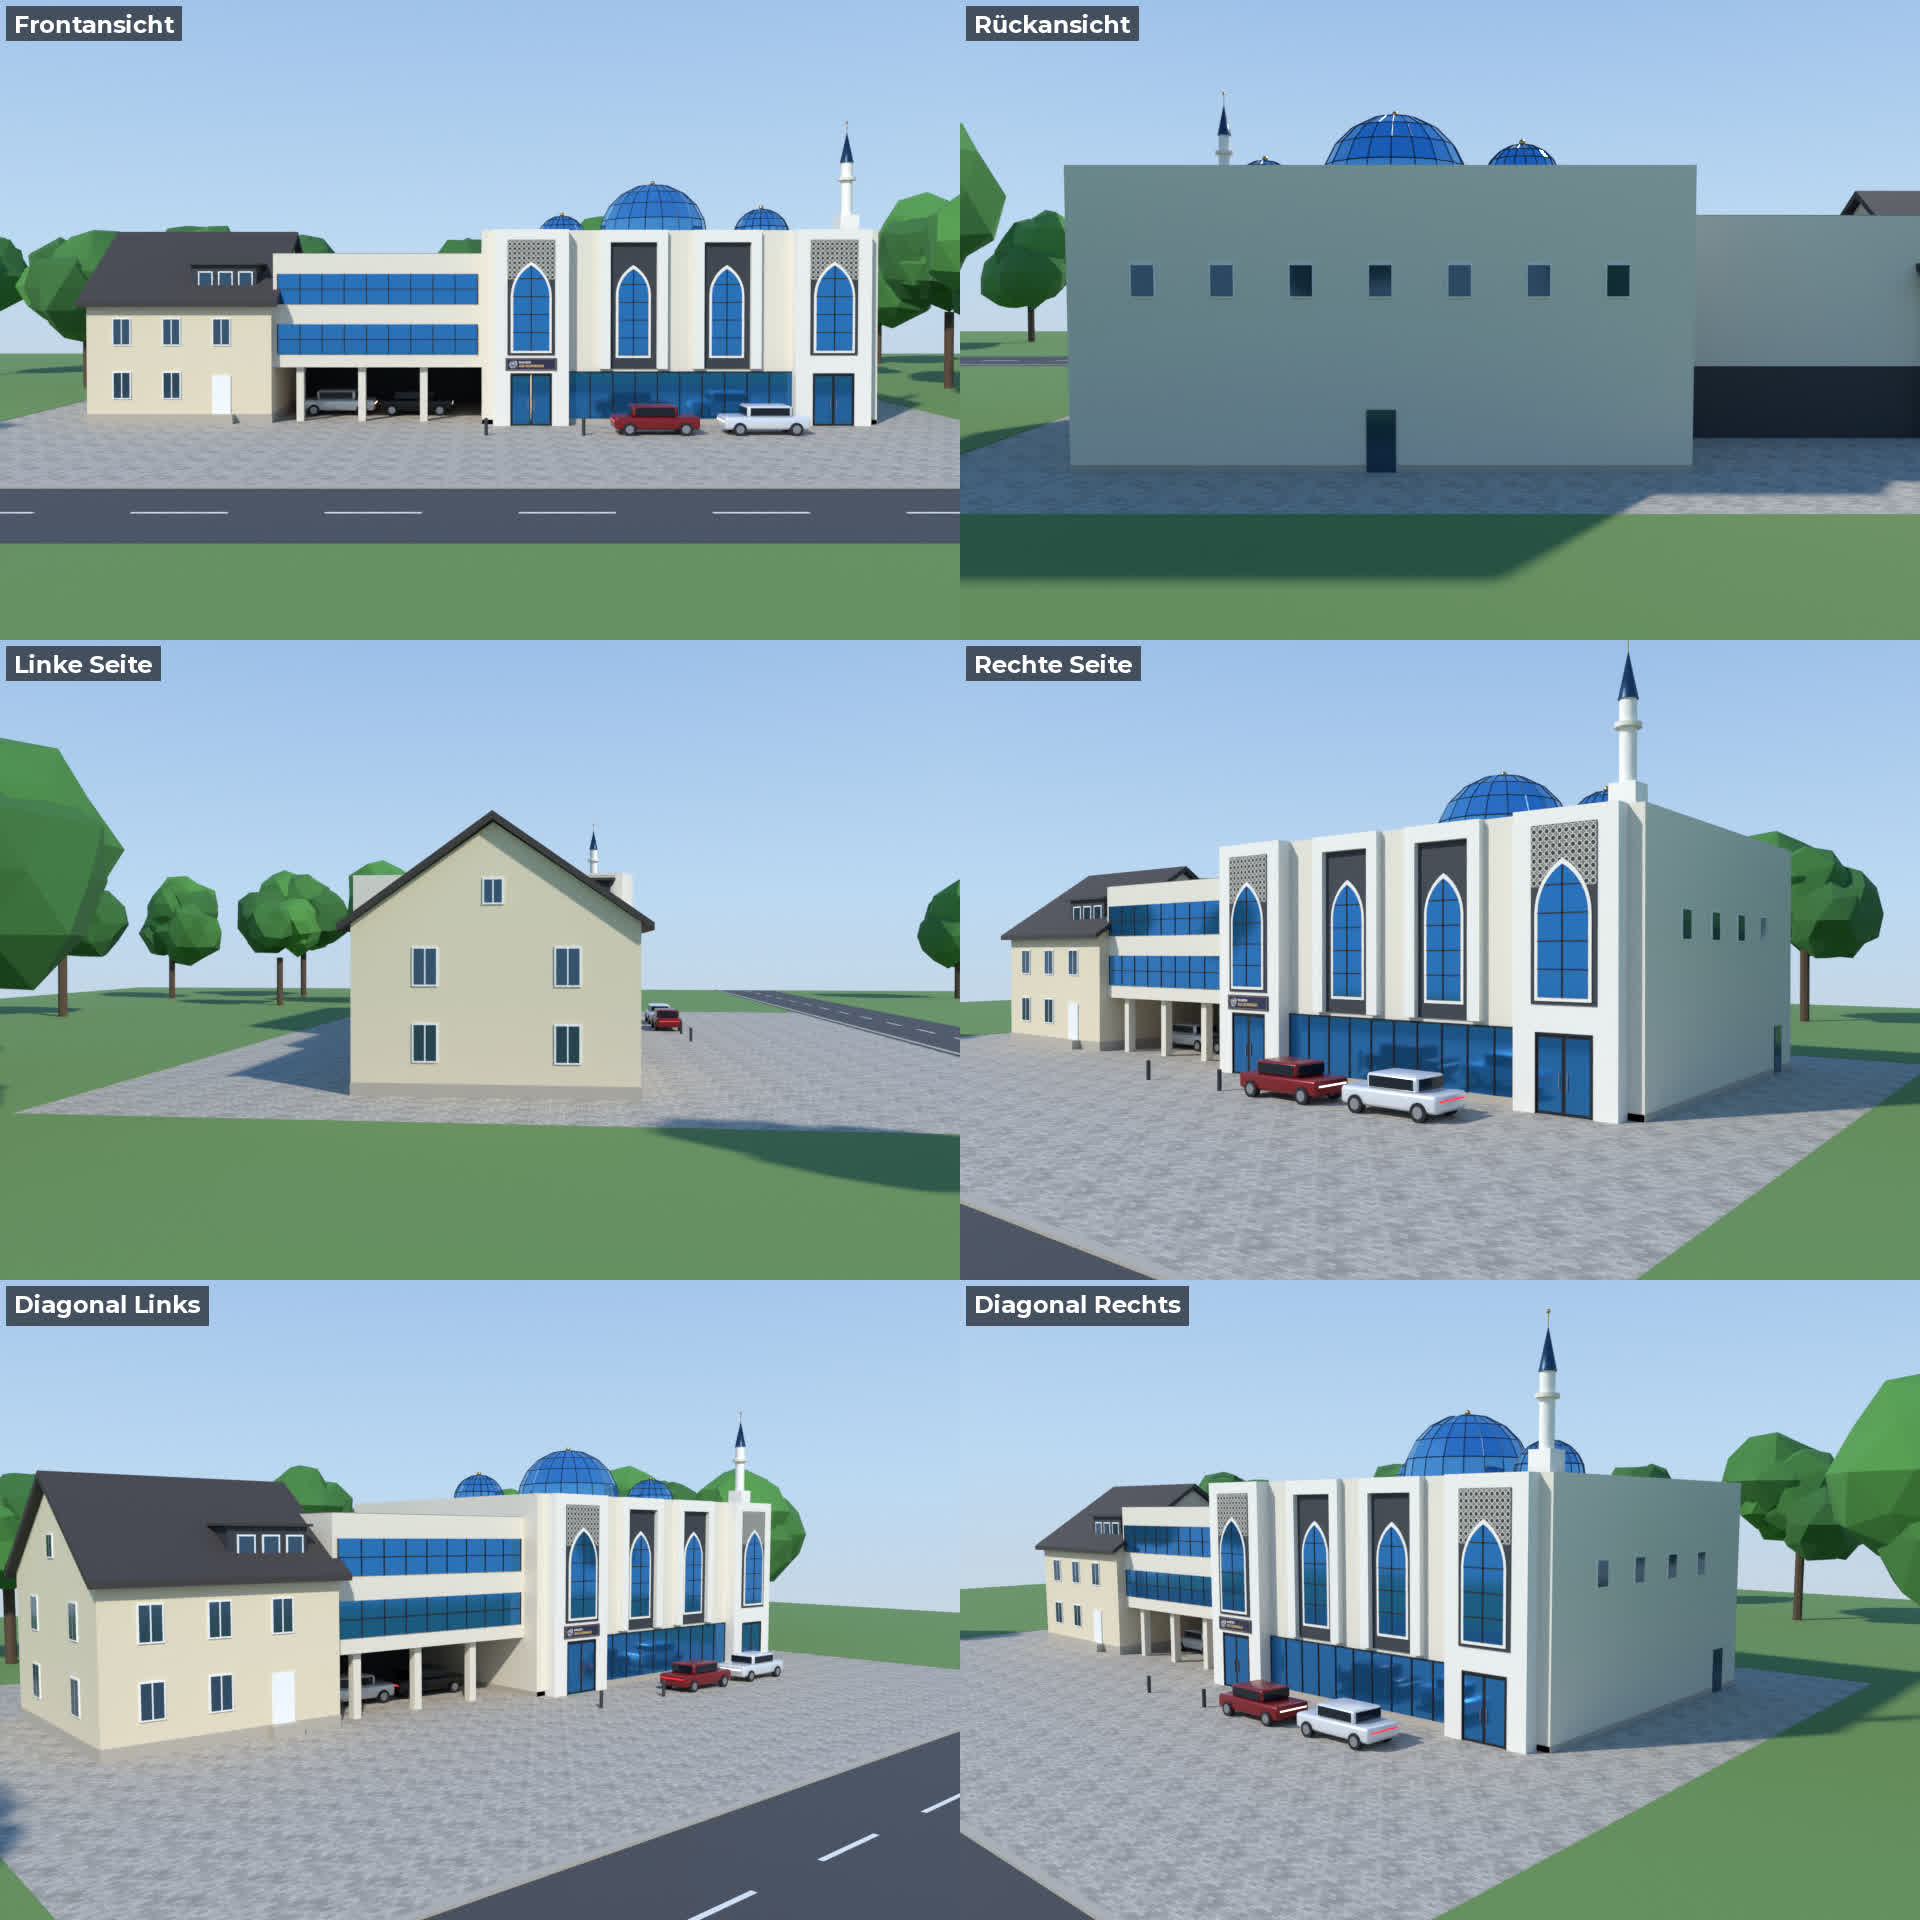 Frontansicht
Rückansicht
Linke Seite
Rechte Seite
Diagonal Links
Diagonal Rechts